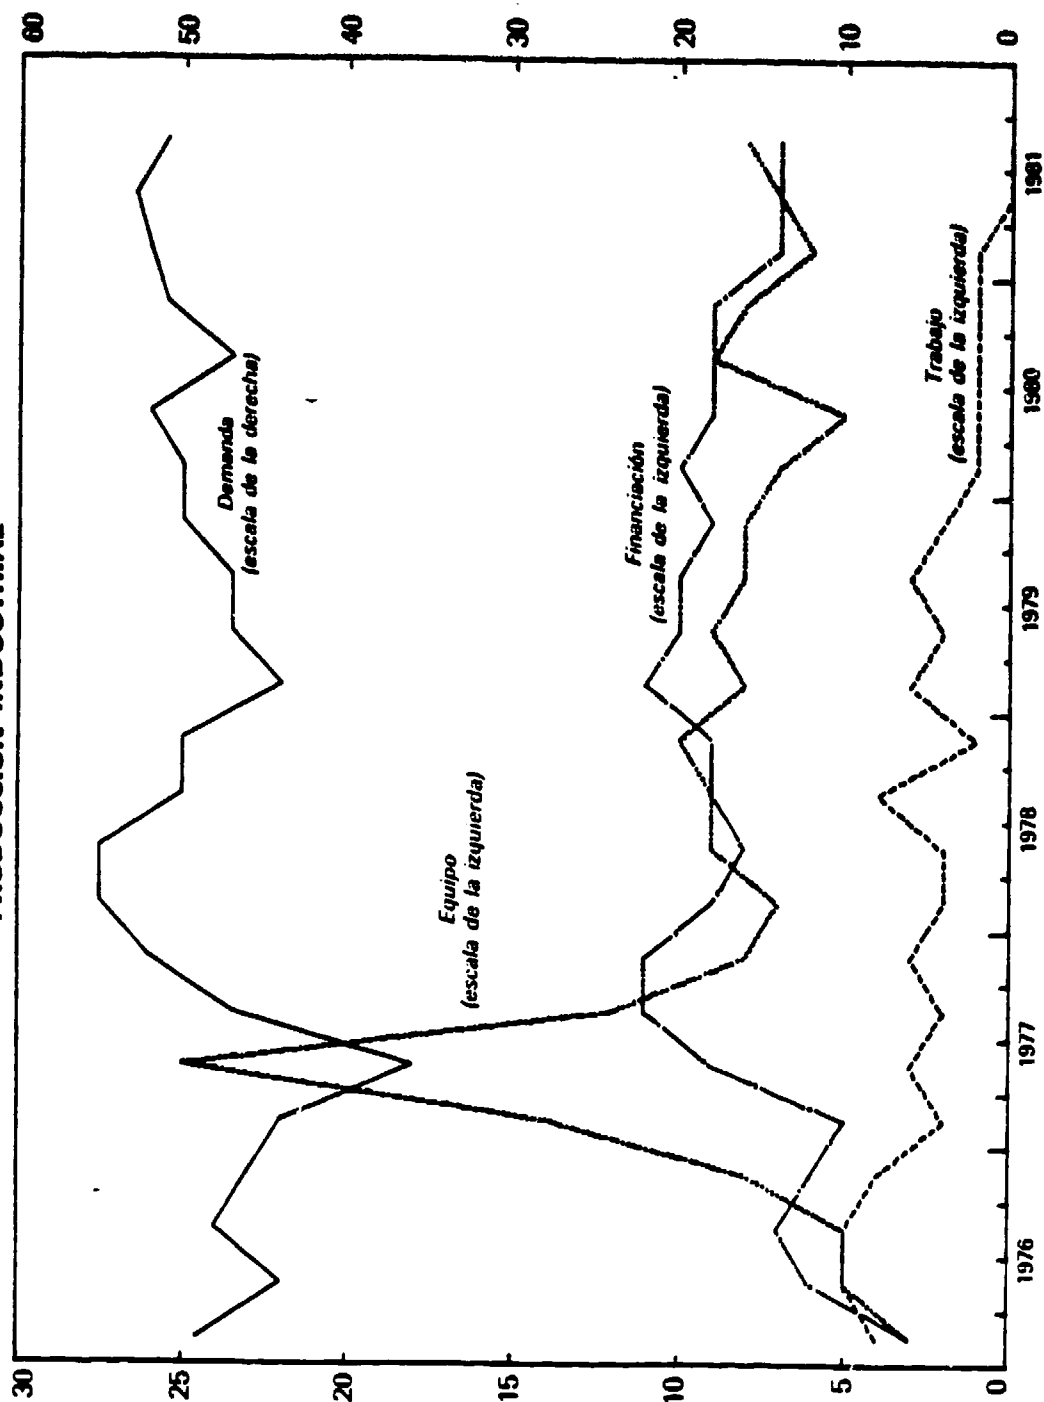 PRODUCCION INDUSTRIAL
30
25
20
15
10
5
0
60
50
40
30
20
10
0
Demanda
(escala de la derecha)
Equipo
(escala de la izquierda)
Financiación
(escala de la izquierda)
Trabajo
(escala de la izquierda)
1976
1977
1978
1979
1980
1981